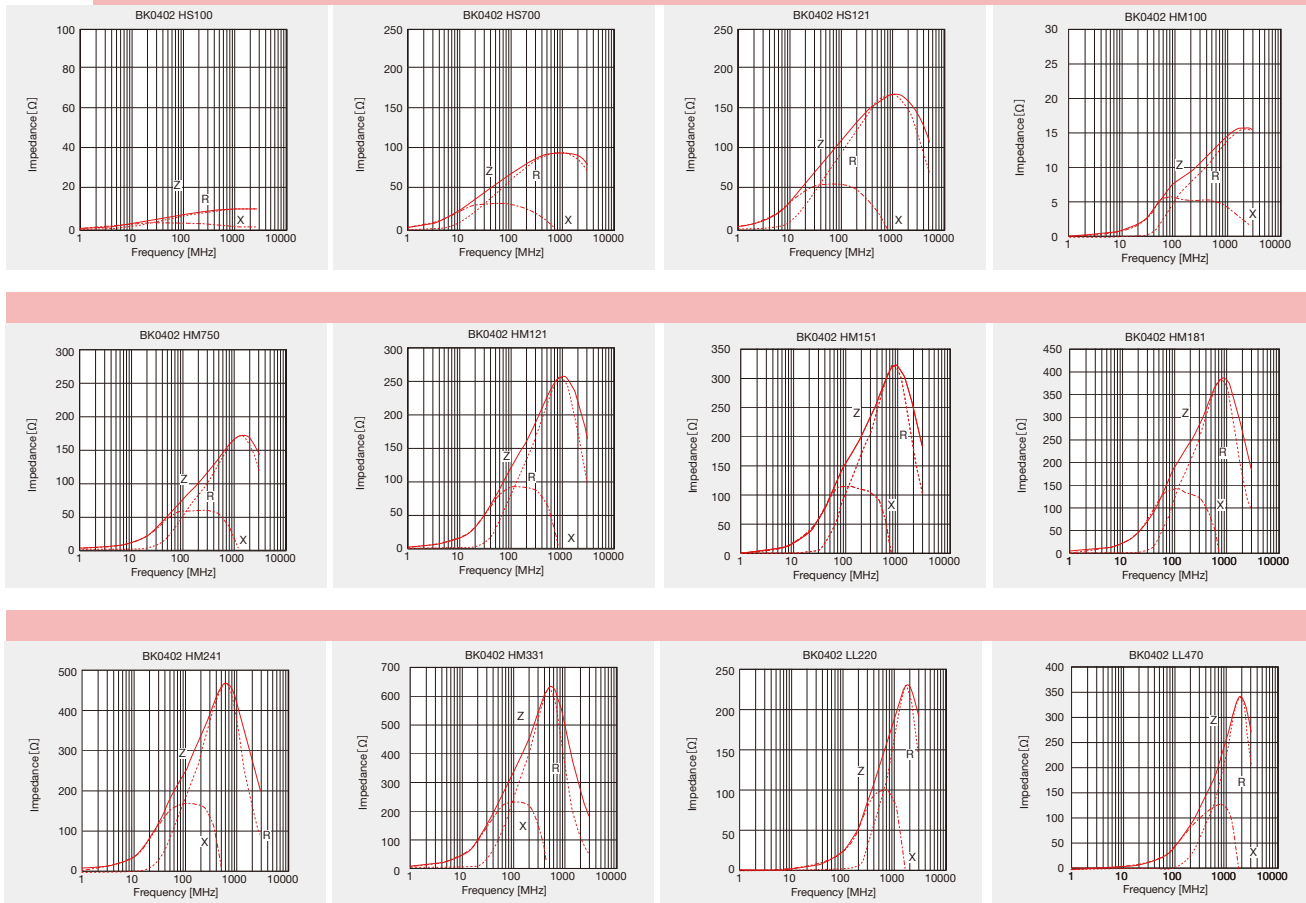 BK0402 HS100
100
80
60
40
20
0
Impedance [Ω]
Z
R
X
1
10
100
1000
10000
Frequency [MHz]
BK0402 HS700
250
200
150
100
50
0
Impedance [Ω]
Z
R
X
1
10
100
1000
10000
Frequency [MHz]
BK0402 HS121
250
200
150
100
50
0
Impedance [Ω]
Z
R
X
1
10
100
1000
10000
Frequency [MHz]
BK0402 HM100
30
25
20
15
10
5
0
Impedance [Ω]
Z
R
X
1
10
100
1000
10000
Frequency [MHz]
BK0402 HM750
300
250
200
150
100
50
0
Impedance [Ω]
Z
R
X
1
10
100
1000
10000
Frequency [MHz]
BK0402 HM121
300
250
200
150
100
50
0
Impedance [Ω]
Z
R
X
1
10
100
1000
10000
Frequency [MHz]
BK0402 HM151
350
300
250
200
150
100
50
0
Impedance [Ω]
Z
R
X
1
10
100
1000
10000
Frequency [MHz]
BK0402 HM181
450
400
350
300
250
200
150
100
50
0
Impedance [Ω]
Z
R
X
1
10
100
1000
10000
Frequency [MHz]
BK0402 HM241
500
400
300
200
100
0
Impedance [Ω]
Z
X
R
1
10
100
1000
10000
Frequency [MHz]
BK0402 HM331
700
600
500
400
300
200
100
0
Impedance [Ω]
Z
R
X
1
10
100
1000
10000
Frequency [MHz]
BK0402 LL220
250
200
150
100
50
0
Impedance [Ω]
R
Z
X
1
10
100
1000
10000
Frequency [MHz]
BK0402 LL470
400
350
300
250
200
150
100
50
0
Impedance [Ω]
Z
R
X
1
10
100
1000
10000
Frequency [MHz]